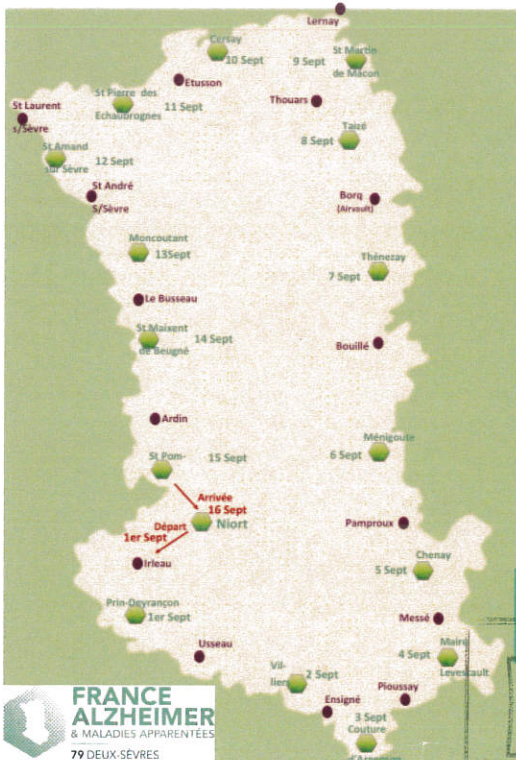 Lernay
Cersay
10 Sept
9 Sept
St Martin
de Macon
Etusson
St Pierre des
Echaubrognes
11 Sept
Thouars
St Laurent
s/Sèvre
Taizé
8 Sept
St Amand
sur Sèvre
12 Sept
St André
S/Sèvre
Borq
(Airvault)
Moncoutant
13Sept
Thénezay
7 Sept
Le Busseau
St Maixent
de Beugné
14 Sept
Bouillé
Ardin
Ménigoute
6 Sept
St Pom-
15 Sept
Arrivée
16 Sept
Niort
Départ
1er Sept
Pamproux
Irleau
Chenay
5 Sept
Prin-Deyrançon
1er Sept
Messé
Usseau
Mairé
Levescault
4 Sept
Vil-
liers
2 Sept
Ensigné
Pioussay
3 Sept
Couture
FRANCE
ALZHEIMER
& MALADIES APPARENTÉES
79 DEUX-SÈVRES